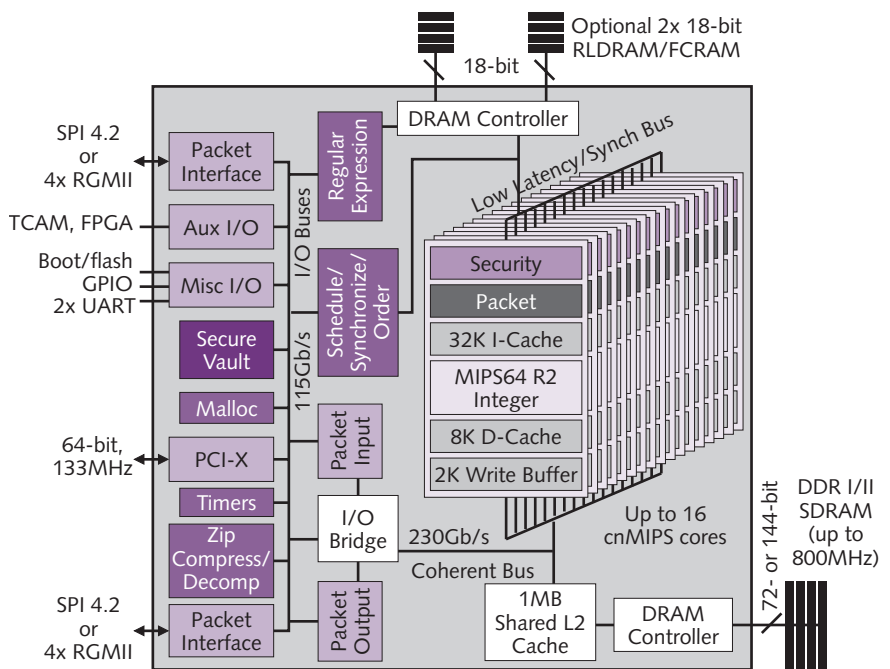 Optional 2x 18-bit
RLDRAM/FCRAM
18-bit
DRAM Controller
SPI 4.2
or
4x RGMII
Packet
Interface
Regular
Expression
Low Latency/Synch Bus
TCAM, FPGA
Aux I/O
I/O Buses
Boot/flash
GPIO
2x UART
Misc I/O
Schedule/
Synchronize/
Order
Security
Packet
32K I-Cache
MIPS64 R2
Integer
8K D-Cache
2K Write Buffer
Secure
Vault
115Gb/s
Malloc
64-bit,
133MHz
PCI-X
Packet
Input
Timers
I/O
Bridge
230Gb/s
Coherent Bus
Up to 16
cnMIPS cores
72- or 144-bit
DDR I/II
SDRAM
(up to
800MHz)
Zip
Compress/
Decomp
SPI 4.2
or
4x RGMII
Packet
Interface
Packet
Output
1MB
Shared L2
Cache
DRAM
Controller